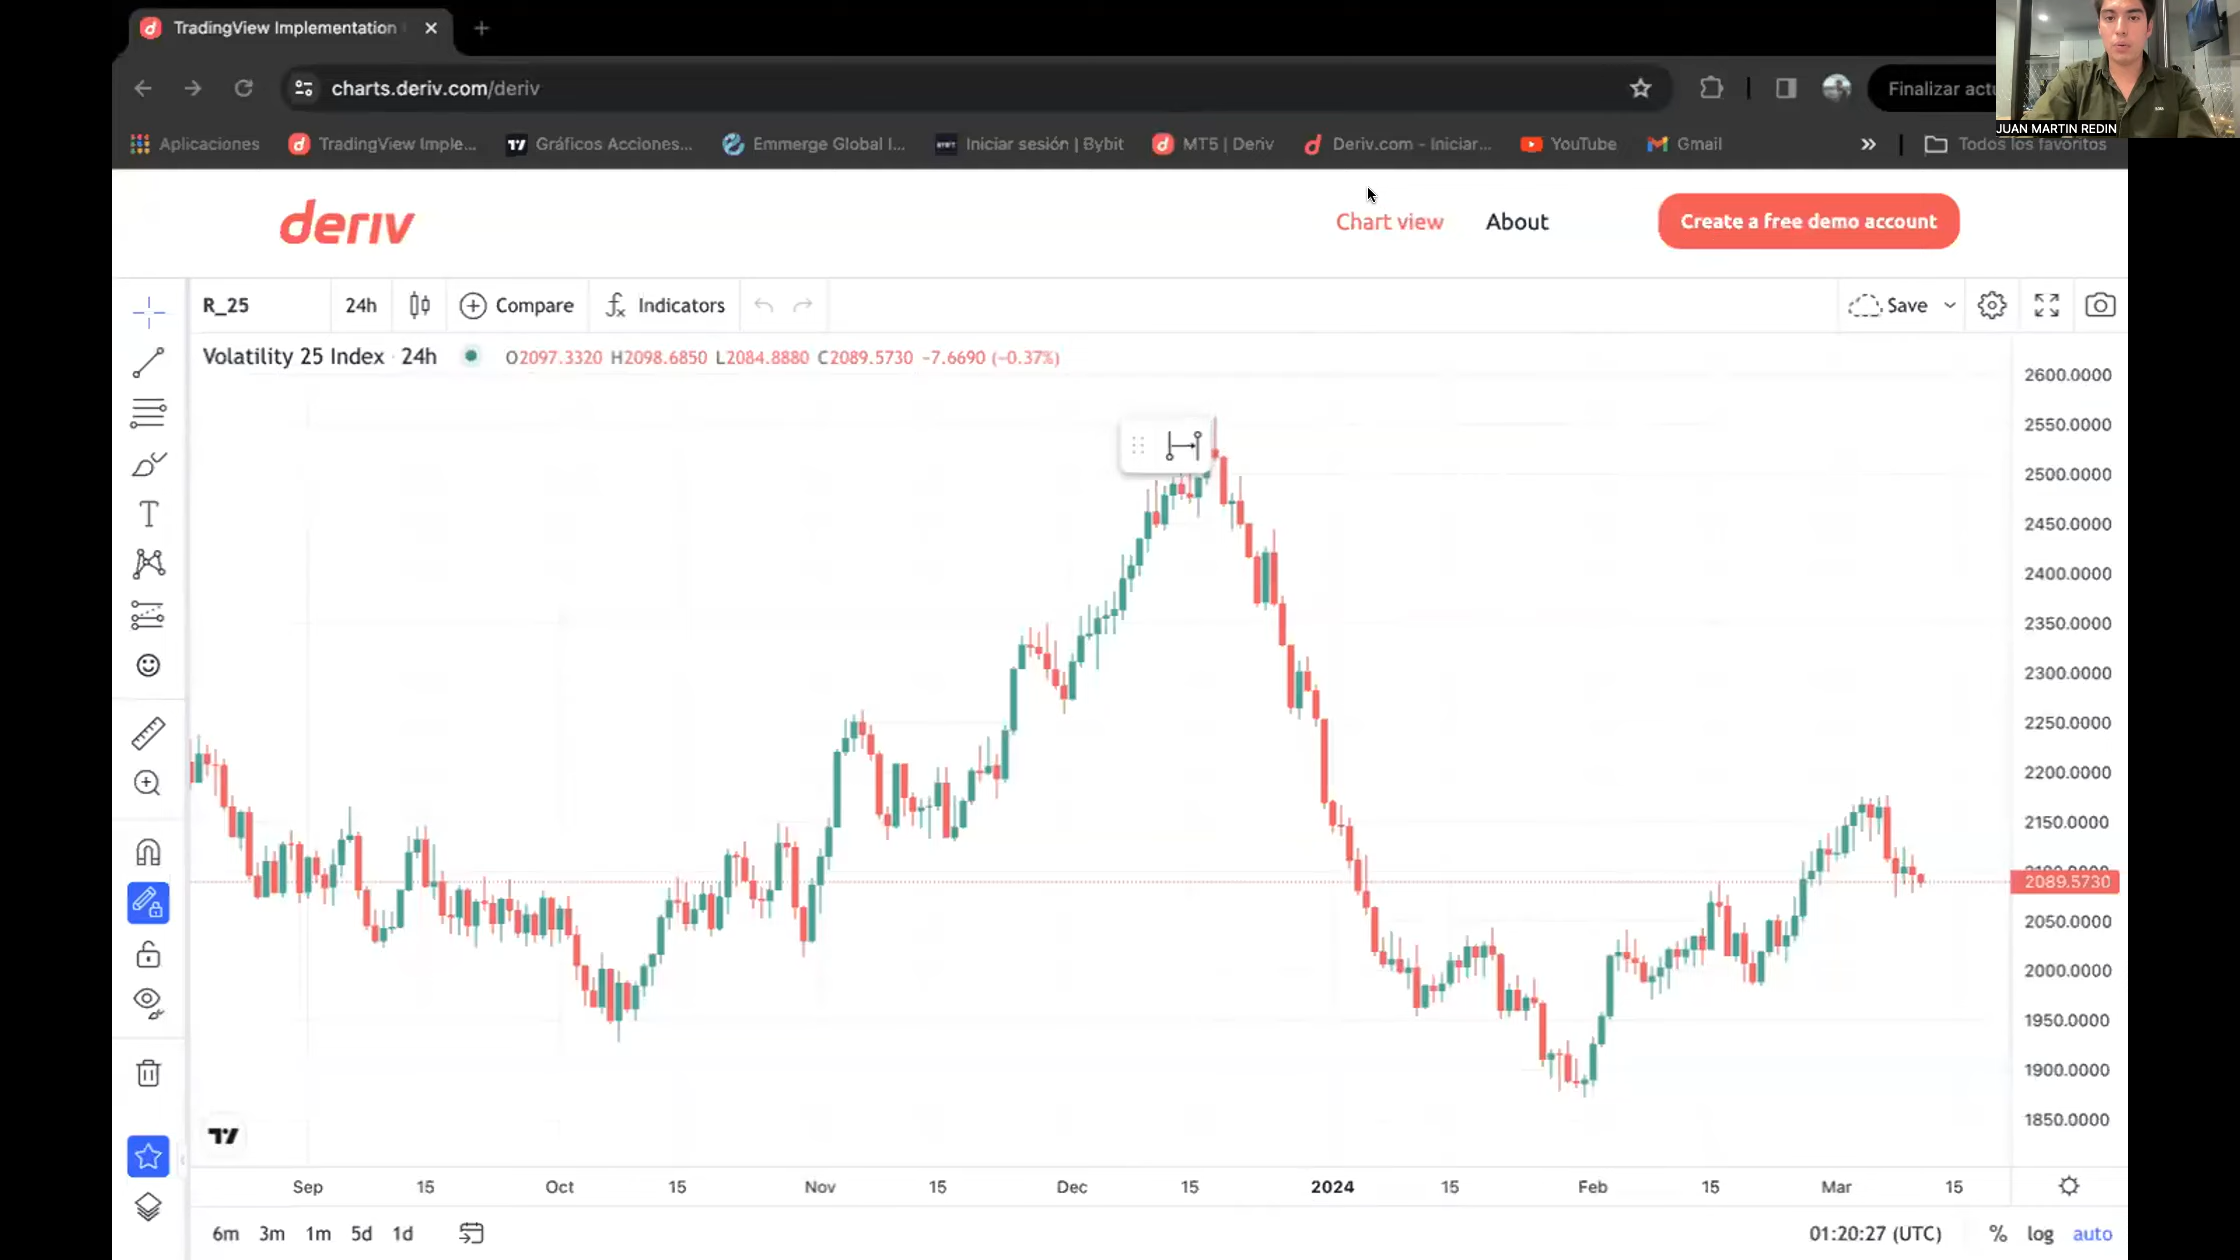 TradingView Implementation
charts.deriv.com/deriv
Finalizar actu
JUAN MARTIN REDIN
Aplicaciones TradingView Imple... Gráficos Acciones... Emmerge Global I... Iniciar sesión | Bybit MT5 | Deriv Deriv.com - Iniciar... YouTube Gmail » Todos los favoritos
deriv Chart view About Create a free demo account
R_25 24h Compare Indicators Save
Volatility 25 Index · 24h O2097.3320 H2098.6850 L2084.8880 C2089.5730 -7.6690 (-0.37%)
2600.0000
2550.0000
2500.0000
2450.0000
2400.0000
2350.0000
2300.0000
2250.0000
2200.0000
2150.0000
2089.5730
2050.0000
2000.0000
1950.0000
1900.0000
1850.0000
Sep 15 Oct 15 Nov 15 Dec 15 2024 15 Feb 15 Mar 15
6m 3m 1m 5d 1d 01:20:27 (UTC) % log auto